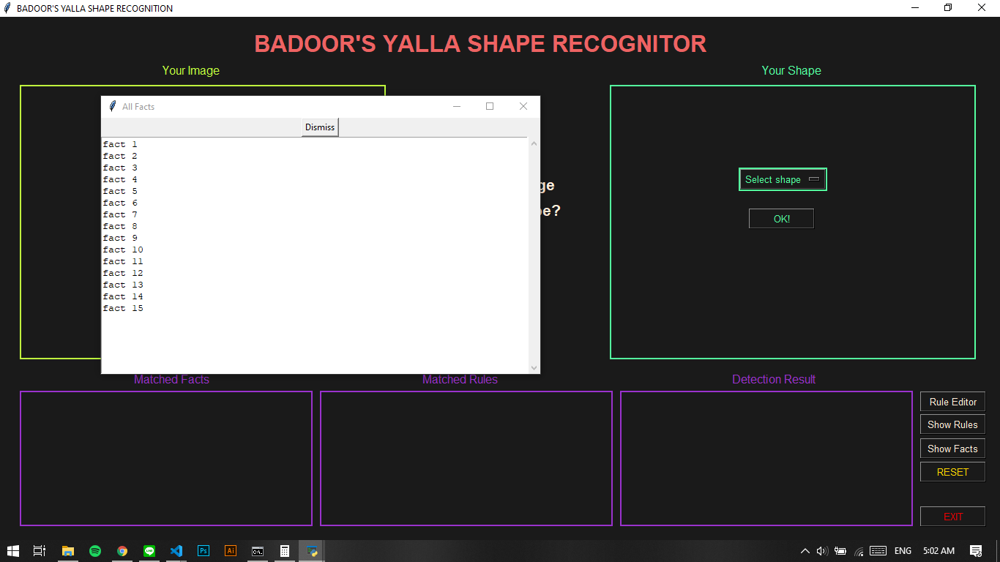 BADOOR'S YALLA SHAPE RECOGNITION
BADOOR'S YALLA SHAPE RECOGNITOR
Your Image
Your Shape
All Facts
Dismiss
fact 1
fact 2
fact 3
fact 4
fact 5
fact 6
fact 7
fact 8
fact 9
fact 10
fact 11
fact 12
fact 13
fact 14
fact 15
Select shape
OK!
Matched Facts
Matched Rules
Detection Result
Rule Editor
Show Rules
Show Facts
RESET
EXIT
Ps
Ai
C:\.
ENG
5:02 AM